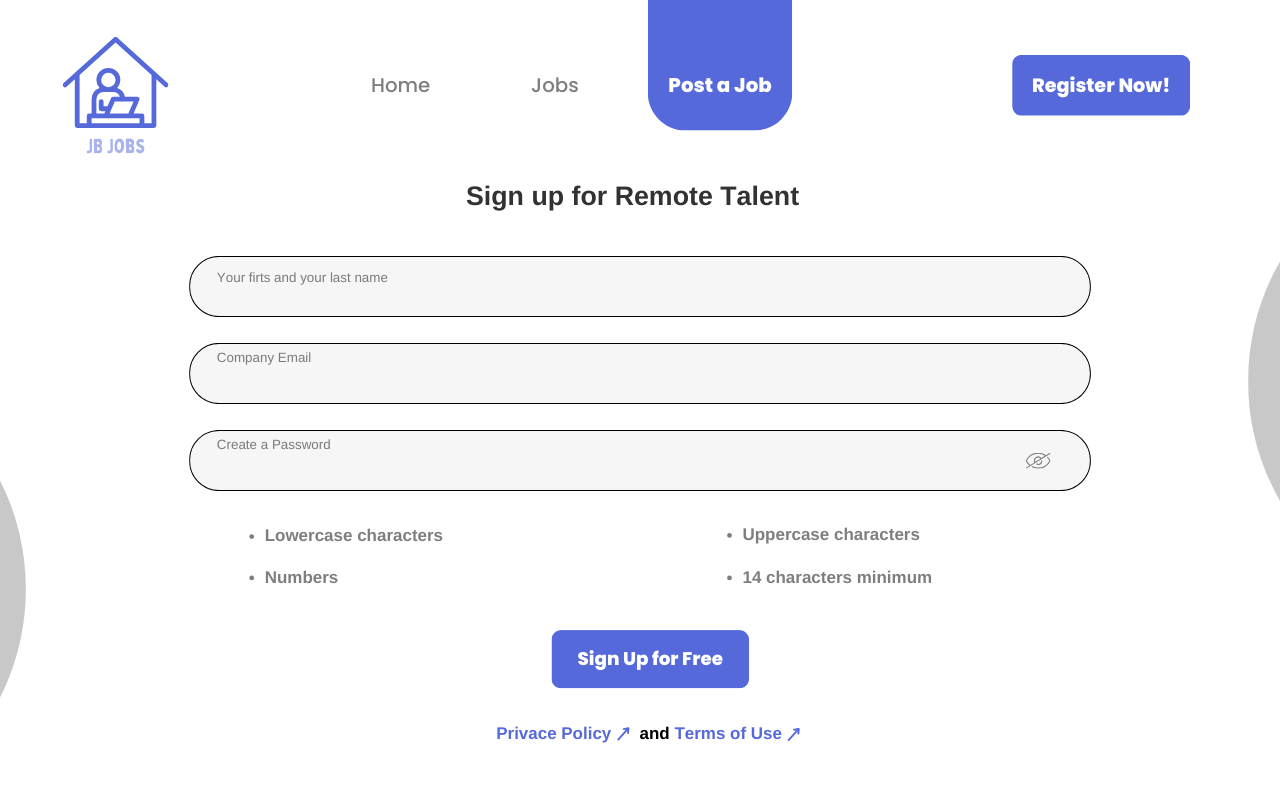 Home
Jobs
Post a Job
Register Now!
JB JOBS
Sign up for Remote Talent
Your firts and your last name
Company Email
Create a Password
• Lowercase characters
• Uppercase characters
• Numbers
• 14 characters minimum
Sign Up for Free
Privace Policy ↗ and Terms of Use ↗